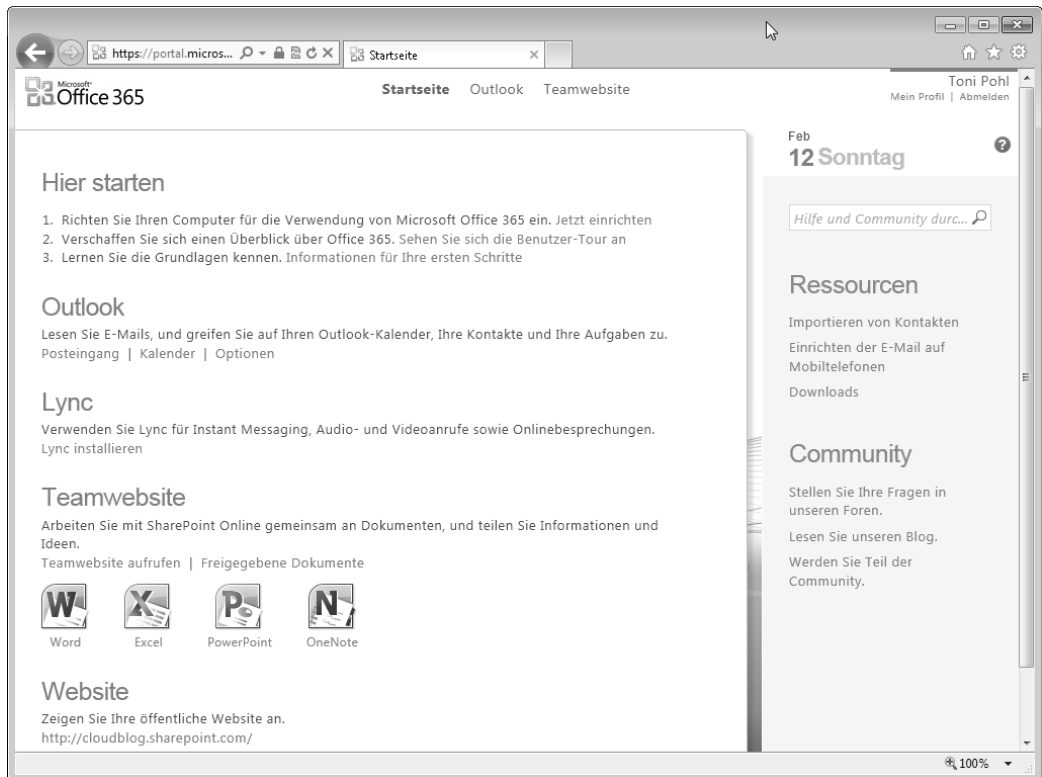 https://portal.micros...
Startseite
Microsoft®
Office 365
Startseite Outlook Teamwebsite
Toni Pohl
Mein Profil | Abmelden
Hier starten
1. Richten Sie Ihren Computer für die Verwendung von Microsoft Office 365 ein. Jetzt einrichten
2. Verschaffen Sie sich einen Überblick über Office 365. Sehen Sie sich die Benutzer-Tour an
3. Lernen Sie die Grundlagen kennen. Informationen für Ihre ersten Schritte
Outlook
Lesen Sie E-Mails, und greifen Sie auf Ihren Outlook-Kalender, Ihre Kontakte und Ihre Aufgaben zu.
Posteingang | Kalender | Optionen
Lync
Verwenden Sie Lync für Instant Messaging, Audio- und Videoanrufe sowie Onlinebesprechungen.
Lync installieren
Teamwebsite
Arbeiten Sie mit SharePoint Online gemeinsam an Dokumenten, und teilen Sie Informationen und
Ideen.
Teamwebsite aufrufen | Freigegebene Dokumente
Word Excel PowerPoint OneNote
Website
Zeigen Sie Ihre öffentliche Website an.
http://cloudblog.sharepoint.com/
Feb
12 Sonntag
Hilfe und Community durc...
Ressourcen
Importieren von Kontakten
Einrichten der E-Mail auf
Mobiltelefonen
Downloads
Community
Stellen Sie Ihre Fragen in
unseren Foren.
Lesen Sie unseren Blog.
Werden Sie Teil der
Community.
100%